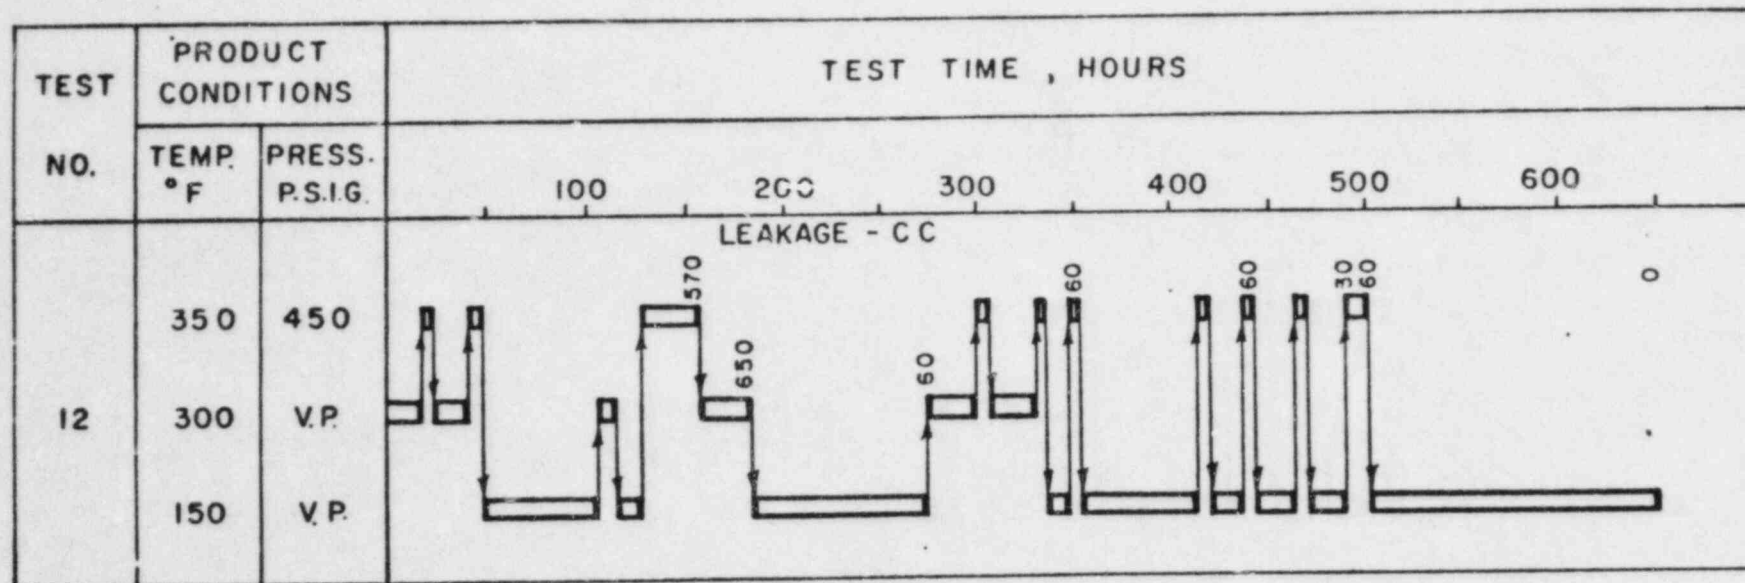 TEST NO.
PRODUCT CONDITIONS
TEST TIME , HOURS
TEMP. °F
PRESS. P.S.I.G.
100 200 300 400 500 600
LEAKAGE - CC
570
650
60
60
60
30
60
0
350 450
12 300 V.P.
150 V.P.